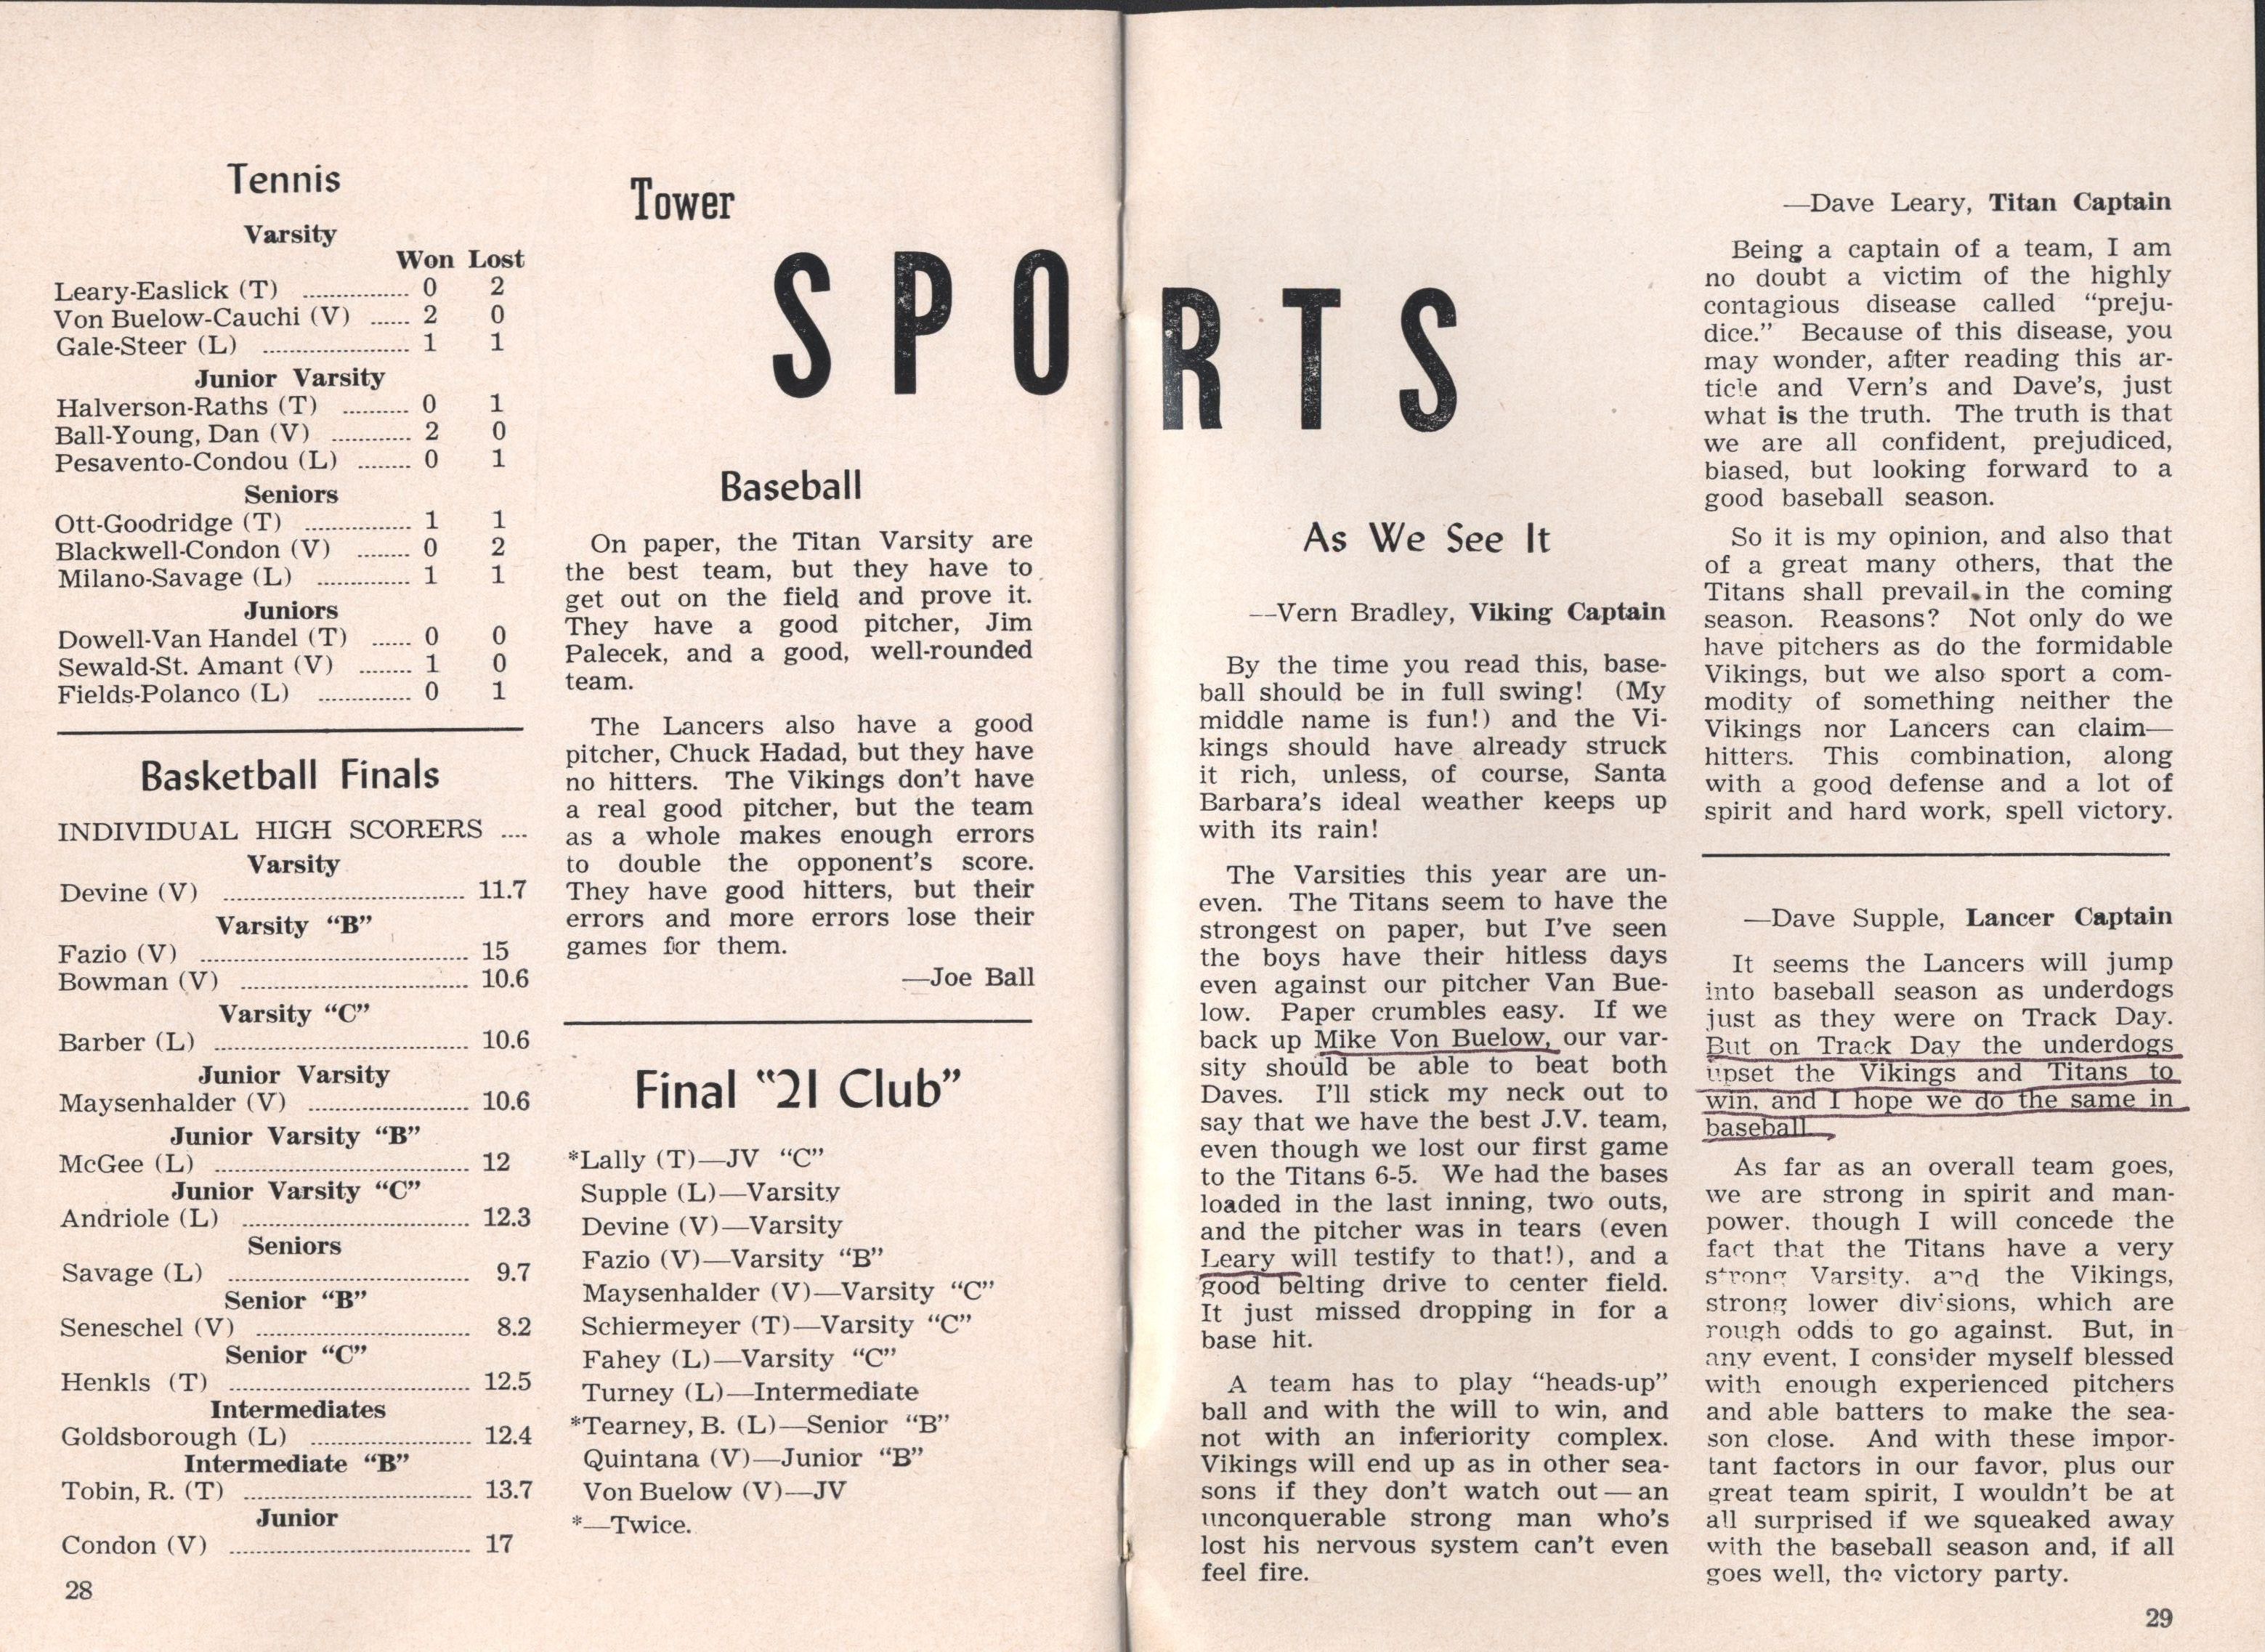 Tennis
Varsity
Won Lost
Leary-Easlick (T) ................ 0 2
Von Buelow-Cauchi (V) ...... 2 0
Gale-Steer (L) ...................... 1 1
Junior Varsity
Halverson-Raths (T) .......... 0 1
Ball-Young, Dan (V) ............ 2 0
Pesavento-Condou (L) ........ 0 1
Seniors
Ott-Goodridge (T) ................ 1 1
Blackwell-Condon (V) ........ 0 2
Milano-Savage (L) .............. 1 1
Juniors
Dowell-Van Handel (T) ...... 0 0
Sewald-St. Amant (V) ........ 1 0
Fields-Polanco (L) .............. 0 1
Basketball Finals
INDIVIDUAL HIGH SCORERS ....
Varsity
Devine (V) .................................... 11.7
Varsity "B"
Fazio (V) ........................................ 15
Bowman (V) .................................. 10.6
Varsity "C"
Barber (L) ...................................... 10.6
Junior Varsity
Maysenhalder (V) ........................ 10.6
Junior Varsity "B"
McGee (L) ...................................... 12
Junior Varsity "C"
Andriole (L) .................................. 12.3
Seniors
Savage (L) .................................... 9.7
Senior "B"
Seneschel (V) ................................ 8.2
Senior "C"
Henkls (T) .................................... 12.5
Intermediates
Goldsborough (L) ........................ 12.4
Intermediate "B"
Tobin, R. (T) .................................. 13.7
Junior
Condon (V) .................................... 17
28
Tower
SPORTS
Baseball
On paper, the Titan Varsity are
the best team, but they have to
get out on the field and prove it.
They have a good pitcher, Jim
Palecek, and a good, well-rounded
team.
The Lancers also have a good
pitcher, Chuck Hadad, but they have
no hitters. The Vikings don't have
a real good pitcher, but the team
as a whole makes enough errors
to double the opponent's score.
They have good hitters, but their
errors and more errors lose their
games for them.
—Joe Ball
Final "21 Club"
*Lally (T)—JV "C"
Supple (L)—Varsity
Devine (V)—Varsity
Fazio (V)—Varsity "B"
Maysenhalder (V)—Varsity "C"
Schiermeyer (T)—Varsity "C"
Fahey (L)—Varsity "C"
Turney (L)—Intermediate
*Tearney, B. (L)—Senior "B"
Quintana (V)—Junior "B"
Von Buelow (V)—JV
*—Twice.
As We See It
—Vern Bradley, Viking Captain
By the time you read this, base-
ball should be in full swing! (My
middle name is fun!) and the Vi-
kings should have already struck
it rich, unless, of course, Santa
Barbara's ideal weather keeps up
with its rain!
The Varsities this year are un-
even. The Titans seem to have the
strongest on paper, but I've seen
the boys have their hitless days
even against our pitcher Van Bue-
low. Paper crumbles easy. If we
back up Mike Von Buelow, our var-
sity should be able to beat both
Daves. I'll stick my neck out to
say that we have the best J.V. team,
even though we lost our first game
to the Titans 6-5. We had the bases
loaded in the last inning, two outs,
and the pitcher was in tears (even
Leary will testify to that!), and a
good belting drive to center field.
It just missed dropping in for a
base hit.
A team has to play "heads-up"
ball and with the will to win, and
not with an inferiority complex.
Vikings will end up as in other sea-
sons if they don't watch out — an
unconquerable strong man who's
lost his nervous system can't even
feel fire.
—Dave Leary, Titan Captain
Being a captain of a team, I am
no doubt a victim of the highly
contagious disease called "preju-
dice." Because of this disease, you
may wonder, after reading this ar-
ticle and Vern's and Dave's, just
what is the truth. The truth is that
we are all confident, prejudiced,
biased, but looking forward to a
good baseball season.
So it is my opinion, and also that
of a great many others, that the
Titans shall prevail in the coming
season. Reasons? Not only do we
have pitchers as do the formidable
Vikings, but we also sport a com-
modity of something neither the
Vikings nor Lancers can claim—
hitters. This combination, along
with a good defense and a lot of
spirit and hard work, spell victory.
—Dave Supple, Lancer Captain
It seems the Lancers will jump
into baseball season as underdogs
just as they were on Track Day.
But on Track Day the underdogs
upset the Vikings and Titans to
win, and I hope we do the same in
baseball.
As far as an overall team goes,
we are strong in spirit and man-
power, though I will concede the
fact that the Titans have a very
strong Varsity, and the Vikings,
strong lower divisions, which are
rough odds to go against. But, in
any event, I consider myself blessed
with enough experienced pitchers
and able batters to make the sea-
son close. And with these impor-
tant factors in our favor, plus our
great team spirit, I wouldn't be at
all surprised if we squeaked away
with the baseball season and, if all
goes well, the victory party.
29